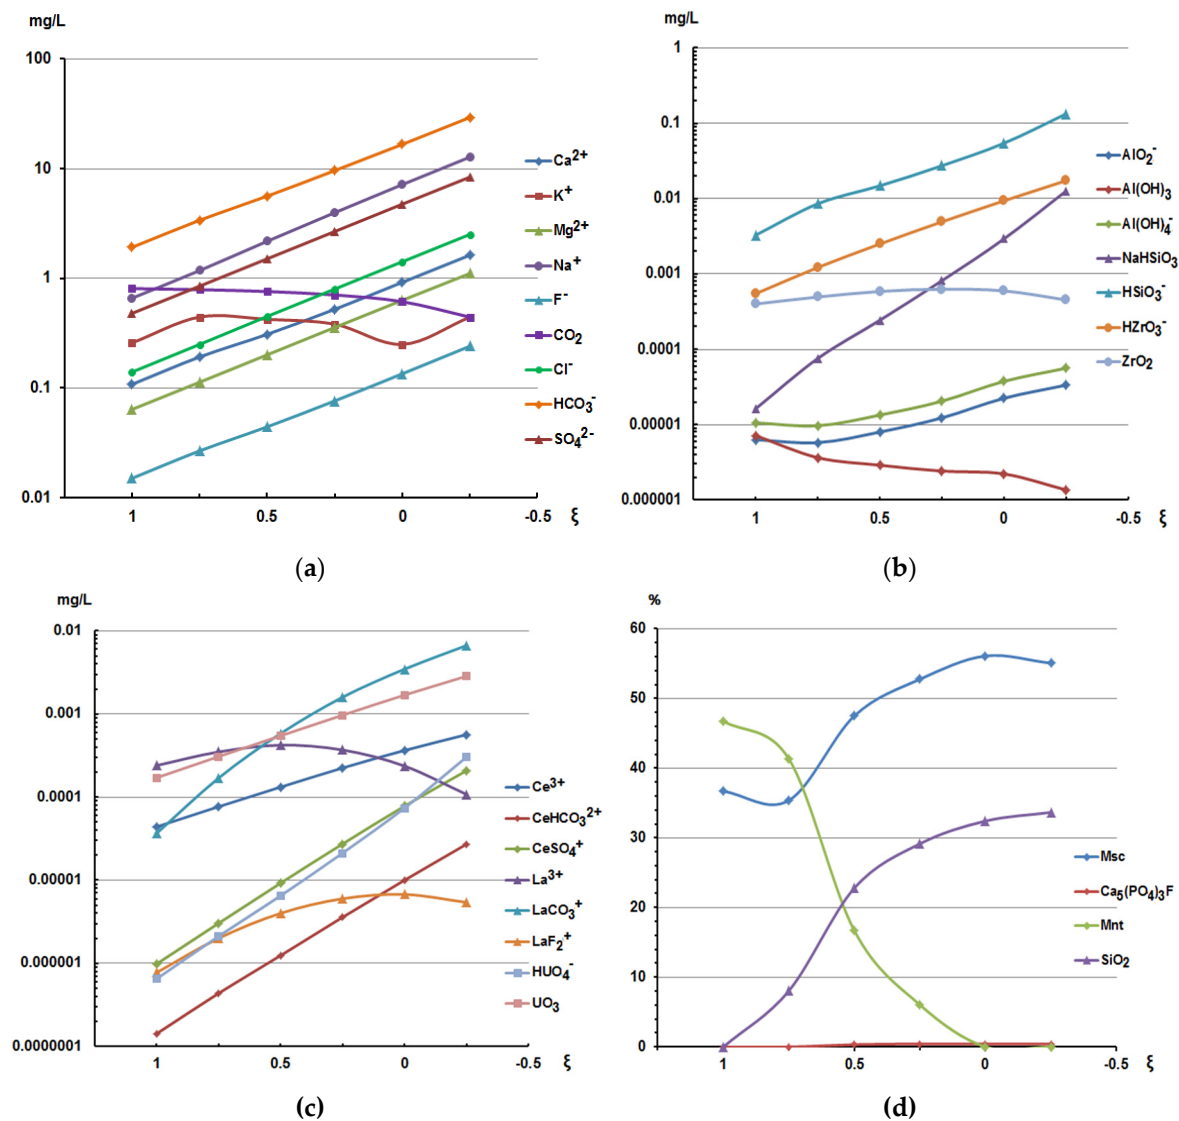 mg/L
100
10
1
0.1
0.01
1
0.5
0
-0.5
ξ
Ca²⁺
K⁺
Mg²⁺
Na⁺
F⁻
CO₂
Cl⁻
HCO₃⁻
SO₄²⁻
(a)
mg/L
1
0.1
0.01
0.001
0.0001
0.00001
0.000001
1
0.5
0
-0.5
ξ
AlO₂⁻
Al(OH)₃
Al(OH)₄⁻
NaHSiO₃
HSiO₃⁻
HZrO₃⁻
ZrO₂
(b)
mg/L
0.01
0.001
0.0001
0.00001
0.000001
0.0000001
1
0.5
0
-0.5
ξ
Ce³⁺
CeHCO₃²⁺
CeSO₄⁺
La³⁺
LaCO₃⁺
LaF₂⁺
HUO₄⁻
UO₃
(c)
%
60
50
40
30
20
10
0
1
0.5
0
-0.5
ξ
Msc
Ca₅(PO₄)₃F
Mnt
SiO₂
(d)